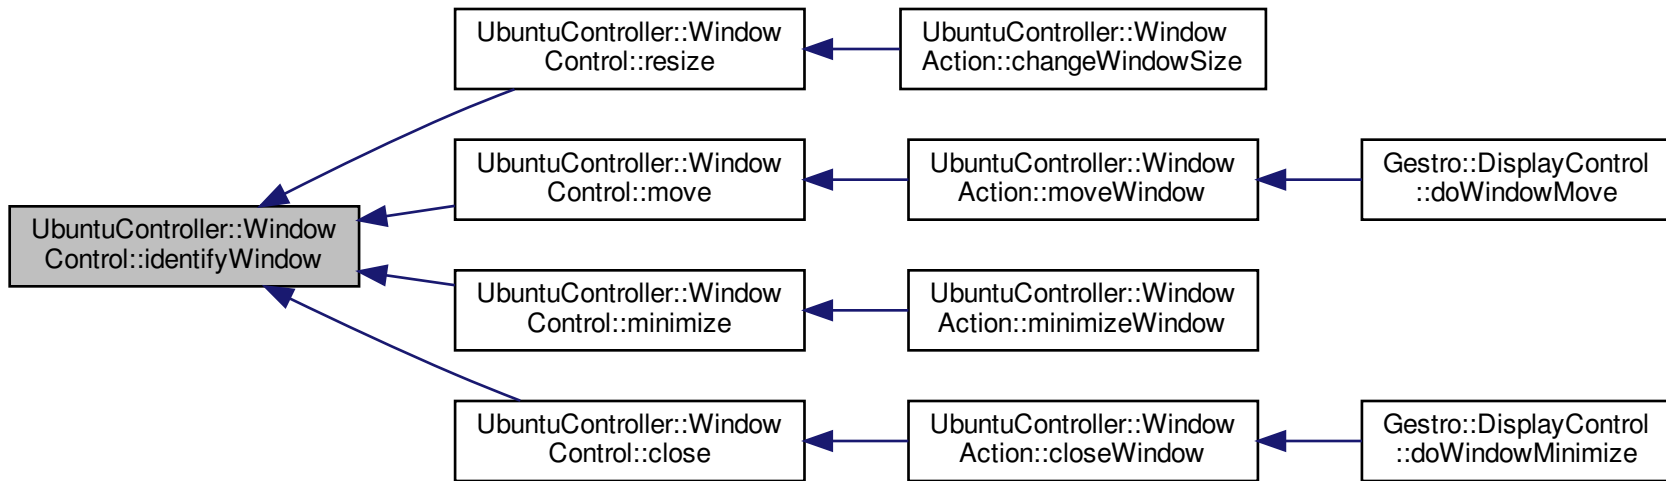 UbuntuController::Window
Control::resize
UbuntuController::Window
Action::changeWindowSize
UbuntuController::Window
Control::move
UbuntuController::Window
Action::moveWindow
Gestro::DisplayControl
::doWindowMove
UbuntuController::Window
Control::identifyWindow
UbuntuController::Window
Control::minimize
UbuntuController::Window
Action::minimizeWindow
UbuntuController::Window
Control::close
UbuntuController::Window
Action::closeWindow
Gestro::DisplayControl
::doWindowMinimize